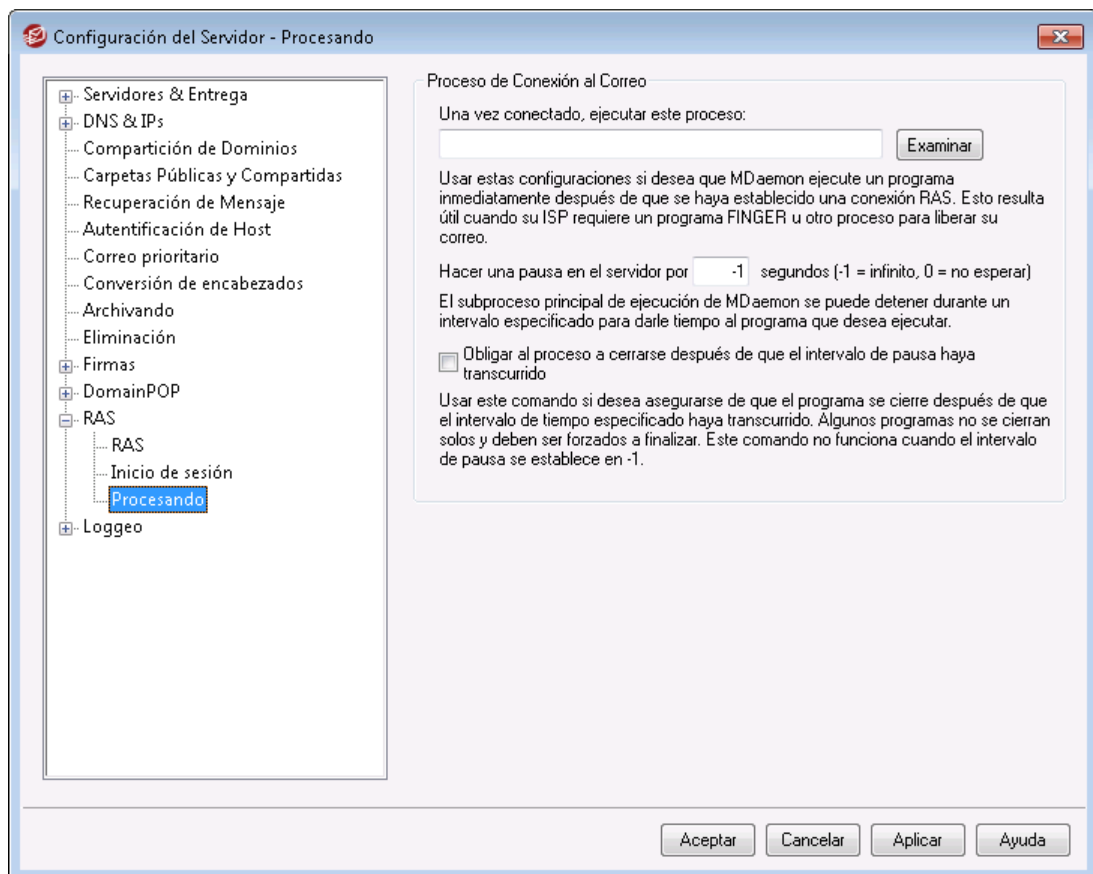 Configuración del Servidor - Procesando
Servidores & Entrega
DNS & IPs
Compartición de Dominios
Carpetas Públicas y Compartidas
Recuperación de Mensaje
Autentificación de Host
Correo prioritario
Conversión de encabezados
Archivando
Eliminación
Firmas
DomainPOP
RAS
RAS
Inicio de sesión
Procesando
Loggeo
Proceso de Conexión al Correo
Una vez conectado, ejecutar este proceso:
Examinar
Usar estas configuraciones si desea que MDaemon ejecute un programa
inmediatamente después de que se haya establecido una conexión RAS. Esto resulta
útil cuando su ISP requiere un programa FINGER u otro proceso para liberar su
correo.
Hacer una pausa en el servidor por -1 segundos (-1 = infinito, 0 = no esperar)
El subproceso principal de ejecución de MDaemon se puede detener durante un
intervalo especificado para darle tiempo al programa que desea ejecutar.
Obligar al proceso a cerrarse después de que el intervalo de pausa haya
transcurrido
Usar este comando si desea asegurarse de que el programa se cierre después de que
el intervalo de tiempo especificado haya transcurrido. Algunos programas no se cierran
solos y deben ser forzados a finalizar. Este comando no funciona cuando el intervalo
de pausa se establece en -1.
Aceptar Cancelar Aplicar Ayuda